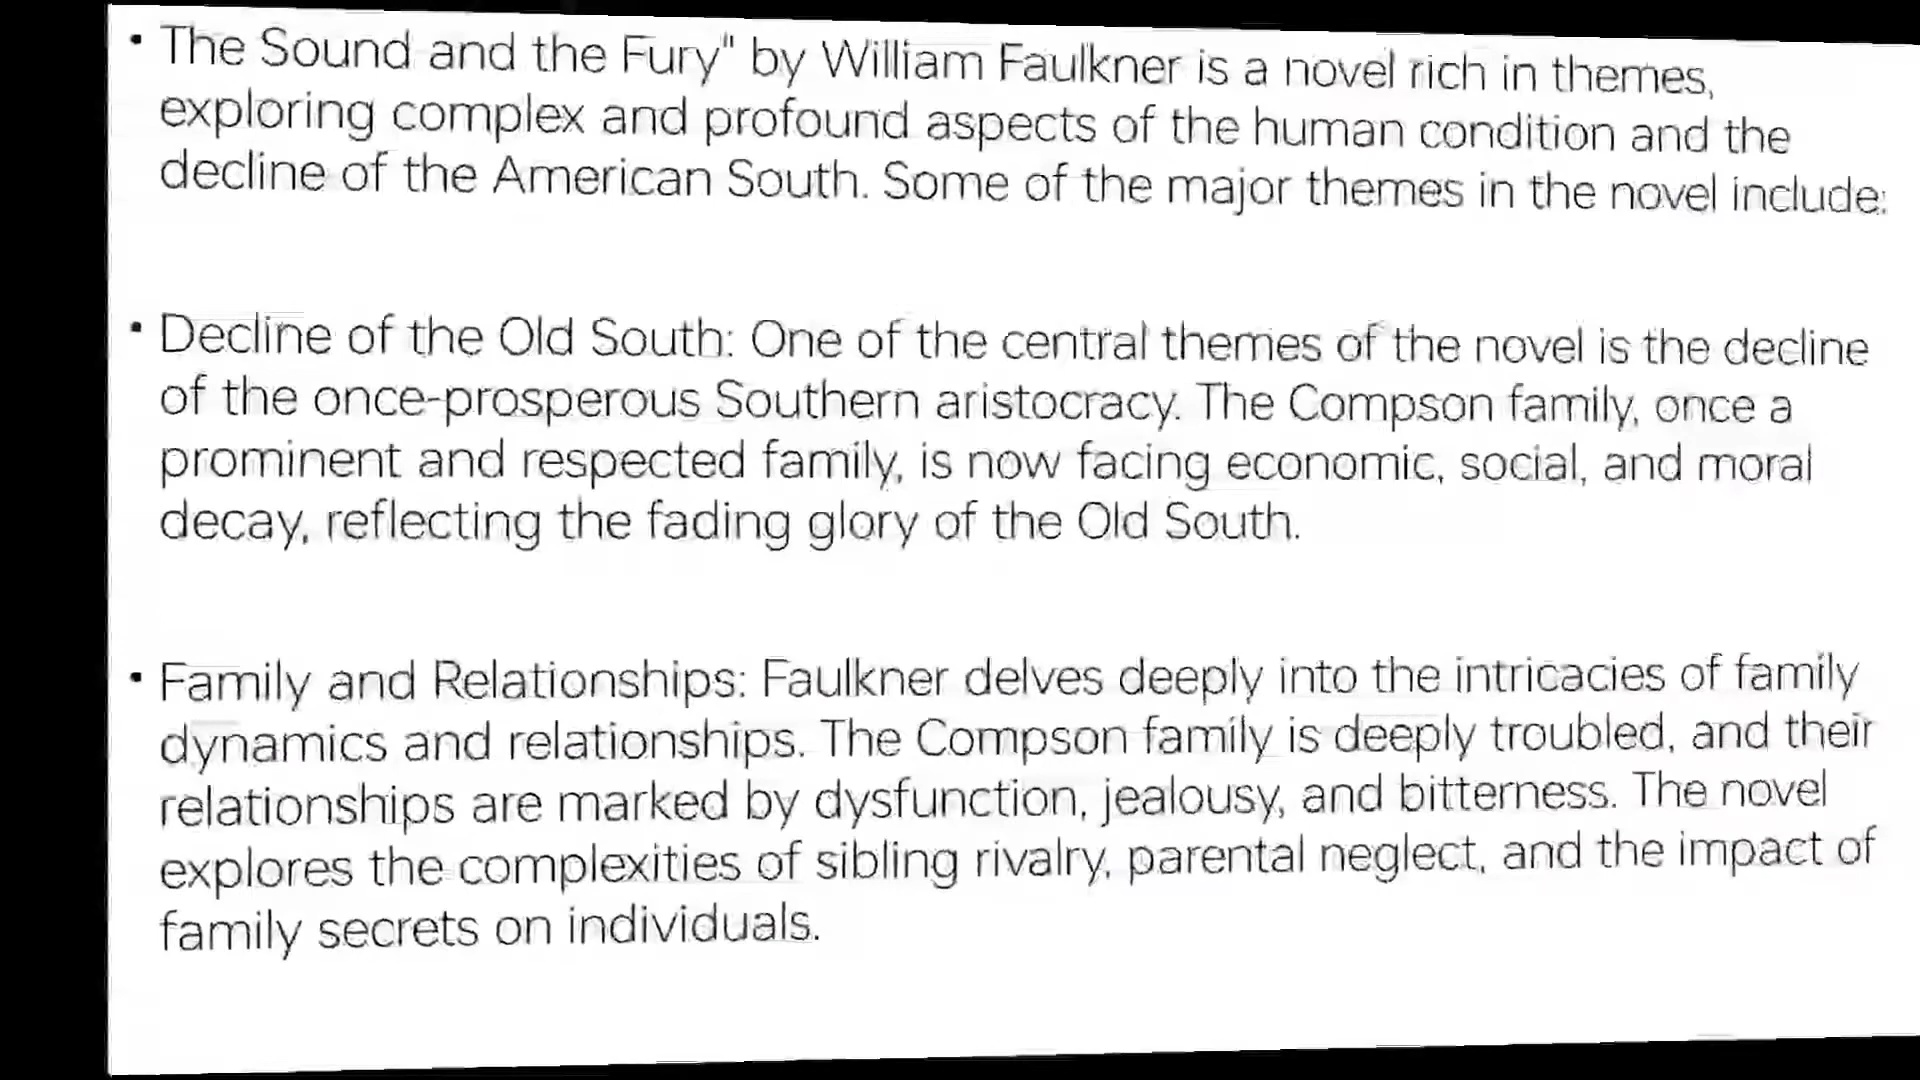 • The Sound and the Fury" by William Faulkner is a novel rich in themes,
exploring complex and profound aspects of the human condition and the
decline of the American South. Some of the major themes in the novel include:
• Decline of the Old South: One of the central themes of the novel is the decline
of the once-prosperous Southern aristocracy. The Compson family, once a
prominent and respected family, is now facing economic, social, and moral
decay, reflecting the fading glory of the Old South.
• Family and Relationships: Faulkner delves deeply into the intricacies of family
dynamics and relationships. The Compson family is deeply troubled, and their
relationships are marked by dysfunction, jealousy, and bitterness. The novel
explores the complexities of sibling rivalry, parental neglect, and the impact of
family secrets on individuals.